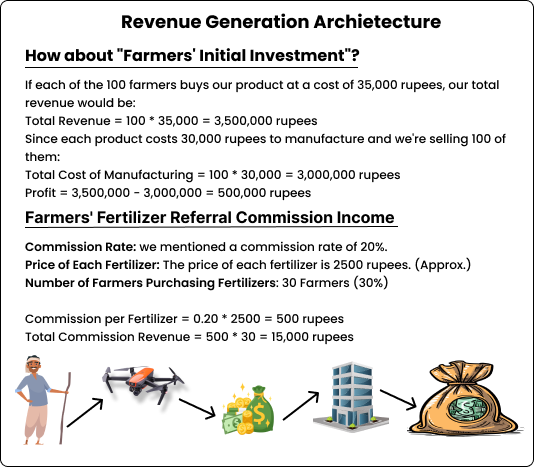 Revenue Generation Archietecture
How about "Farmers' Initial Investment"?
If each of the 100 farmers buys our product at a cost of 35,000 rupees, our total
revenue would be:
Total Revenue = 100 * 35,000 = 3,500,000 rupees
Since each product costs 30,000 rupees to manufacture and we're selling 100 of
them:
Total Cost of Manufacturing = 100 * 30,000 = 3,000,000 rupees
Profit = 3,500,000 - 3,000,000 = 500,000 rupees
Farmers' Fertilizer Referral Commission Income
Commission Rate: we mentioned a commission rate of 20%.
Price of Each Fertilizer: The price of each fertilizer is 2500 rupees. (Approx.)
Number of Farmers Purchasing Fertilizers: 30 Farmers (30%)
Commission per Fertilizer = 0.20 * 2500 = 500 rupees
Total Commission Revenue = 500 * 30 = 15,000 rupees